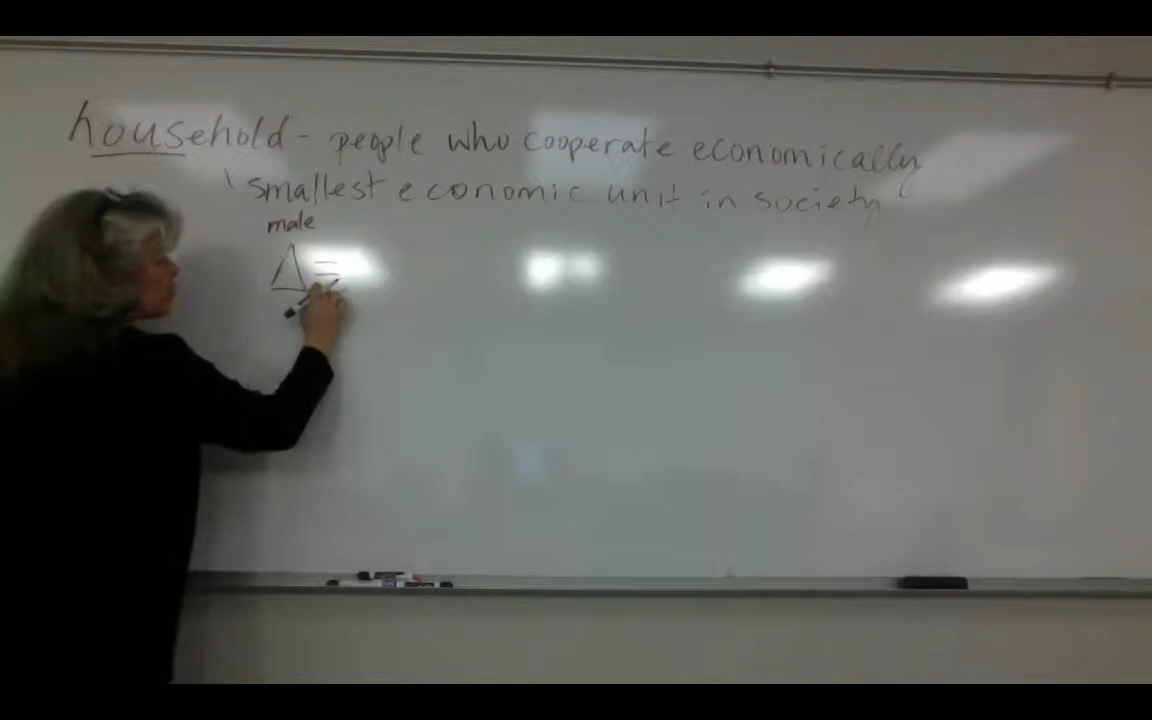 household - people who cooperate economically
smallest economic unit in society
male
Δ =